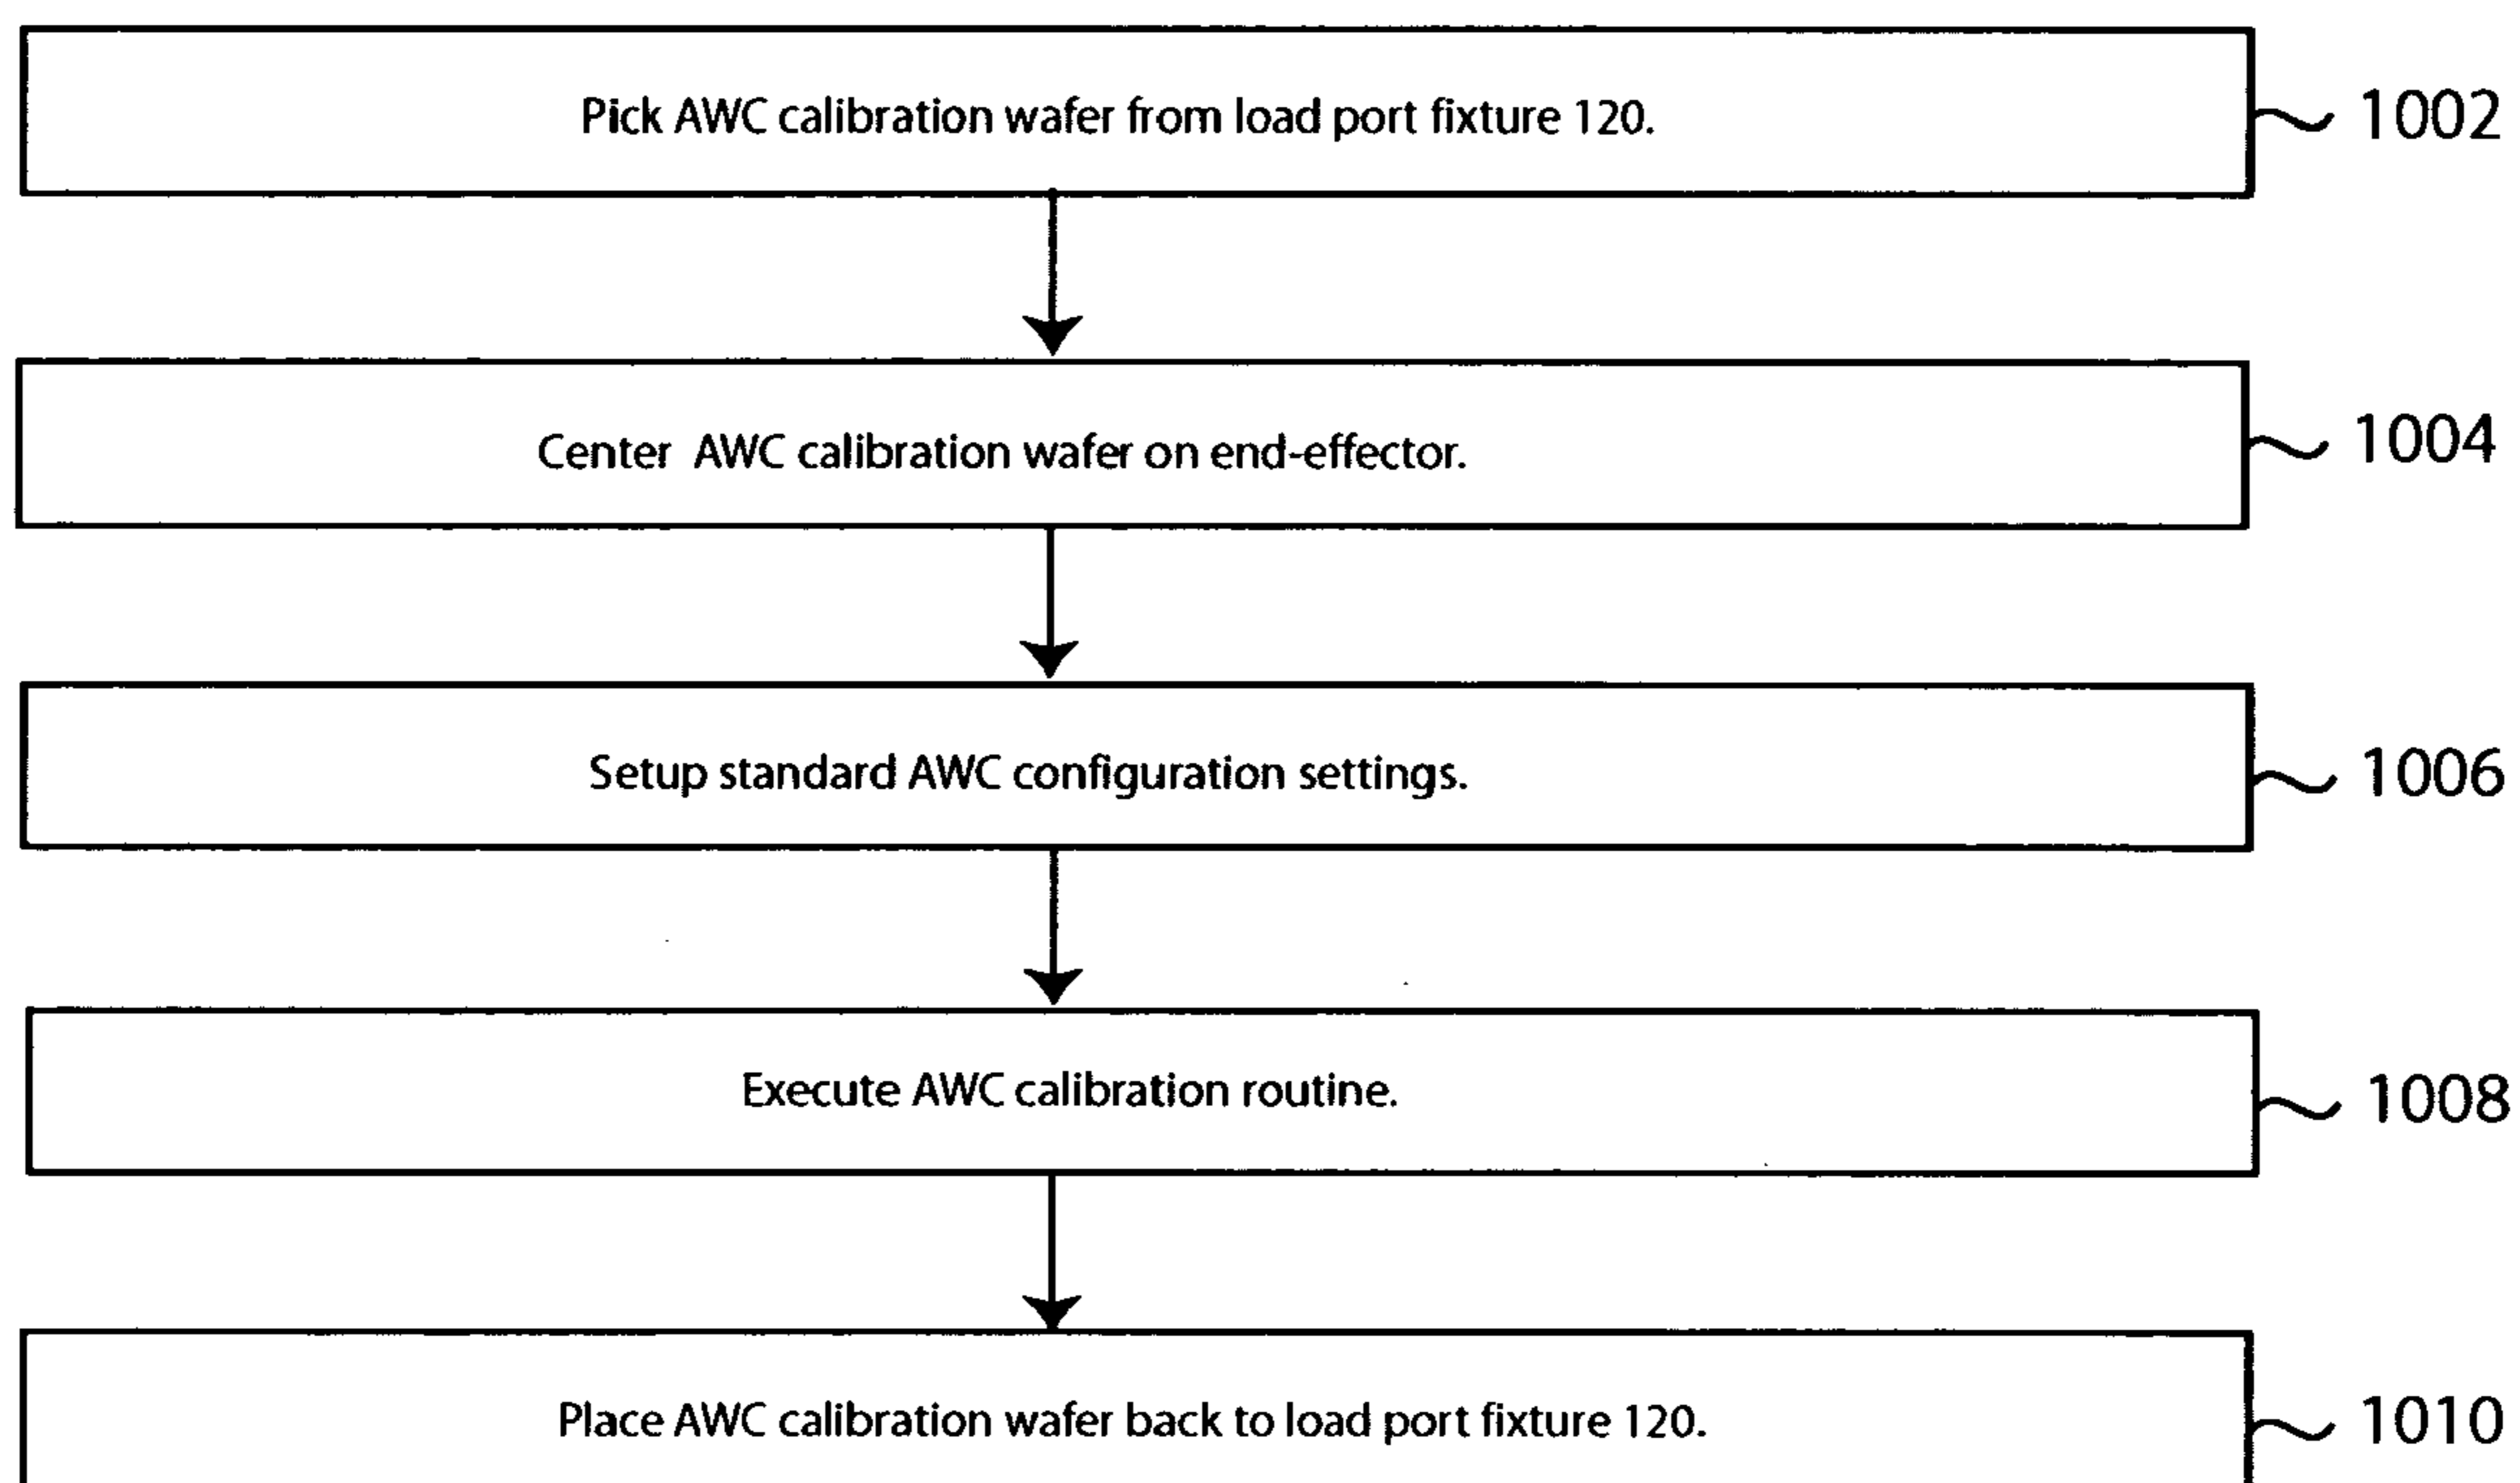 Pick AWC calibration wafer from load port fixture 120.
1002
Center AWC calibration wafer on end-effector.
1004
Setup standard AWC configuration settings.
1006
Execute AWC calibration routine.
1008
Place AWC calibration wafer back to load port fixture 120.
1010